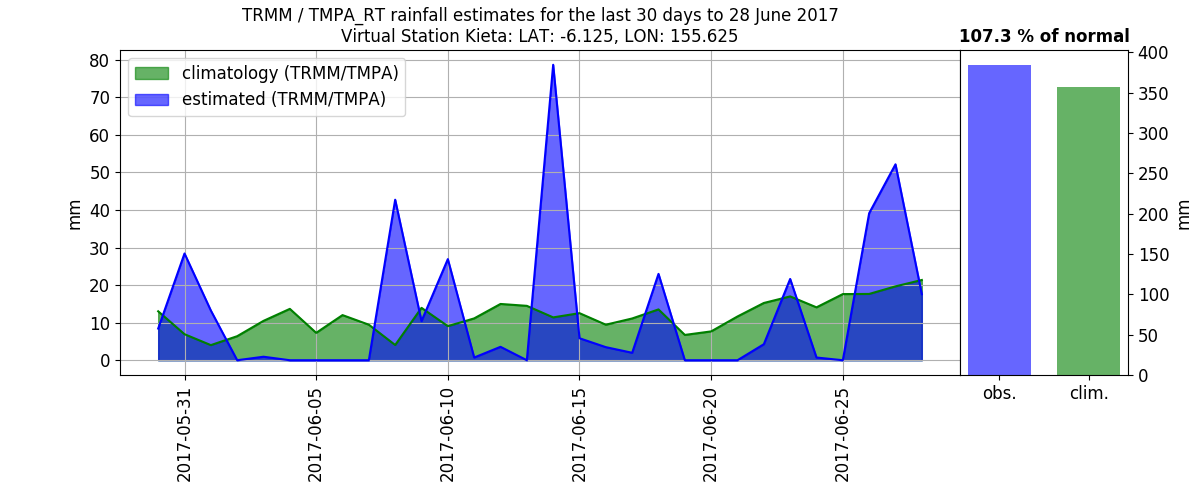 TRMM / TMPA_RT rainfall estimates for the last 30 days to 28 June 2017
Virtual Station Kieta: LAT: -6.125, LON: 155.625
107.3 % of normal
climatology (TRMM/TMPA)
estimated (TRMM/TMPA)
mm
80
70
60
50
40
30
20
10
0
2017-05-31
2017-06-05
2017-06-10
2017-06-15
2017-06-20
2017-06-25
400
350
300
250
200
150
100
50
0
mm
obs.
clim.